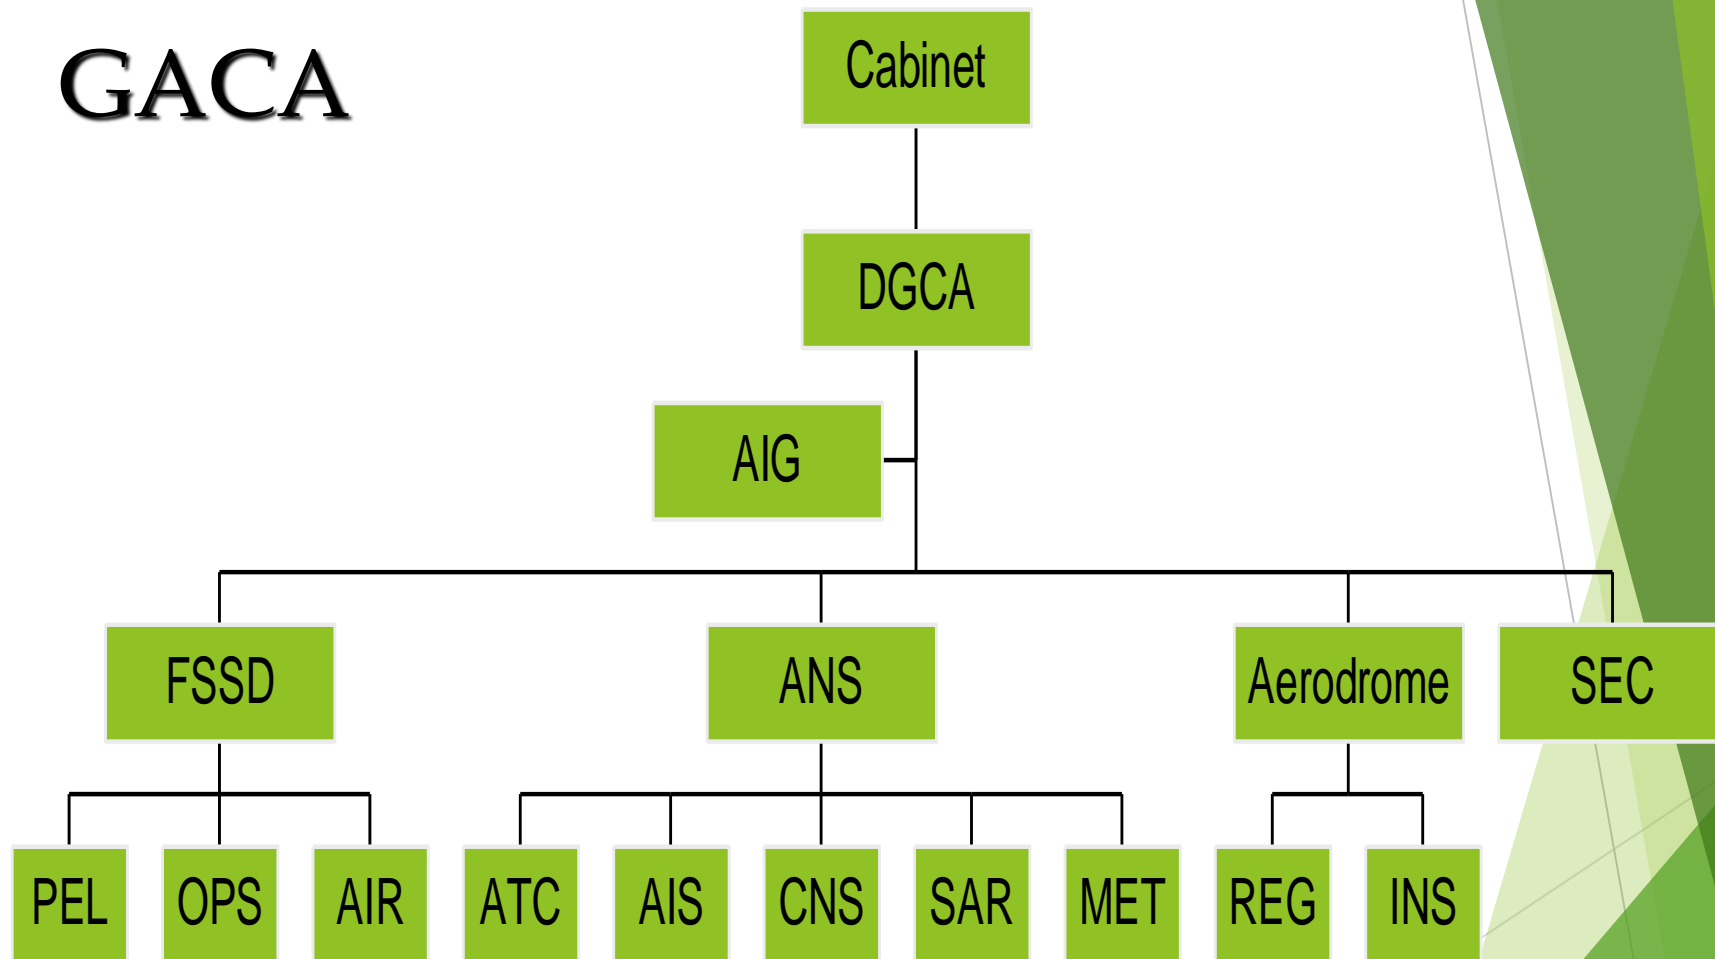 GACA
Cabinet
DGCA
AIG
FSSD
ANS
Aerodrome
SEC
PEL
OPS
AIR
ATC
AIS
CNS
SAR
MET
REG
INS